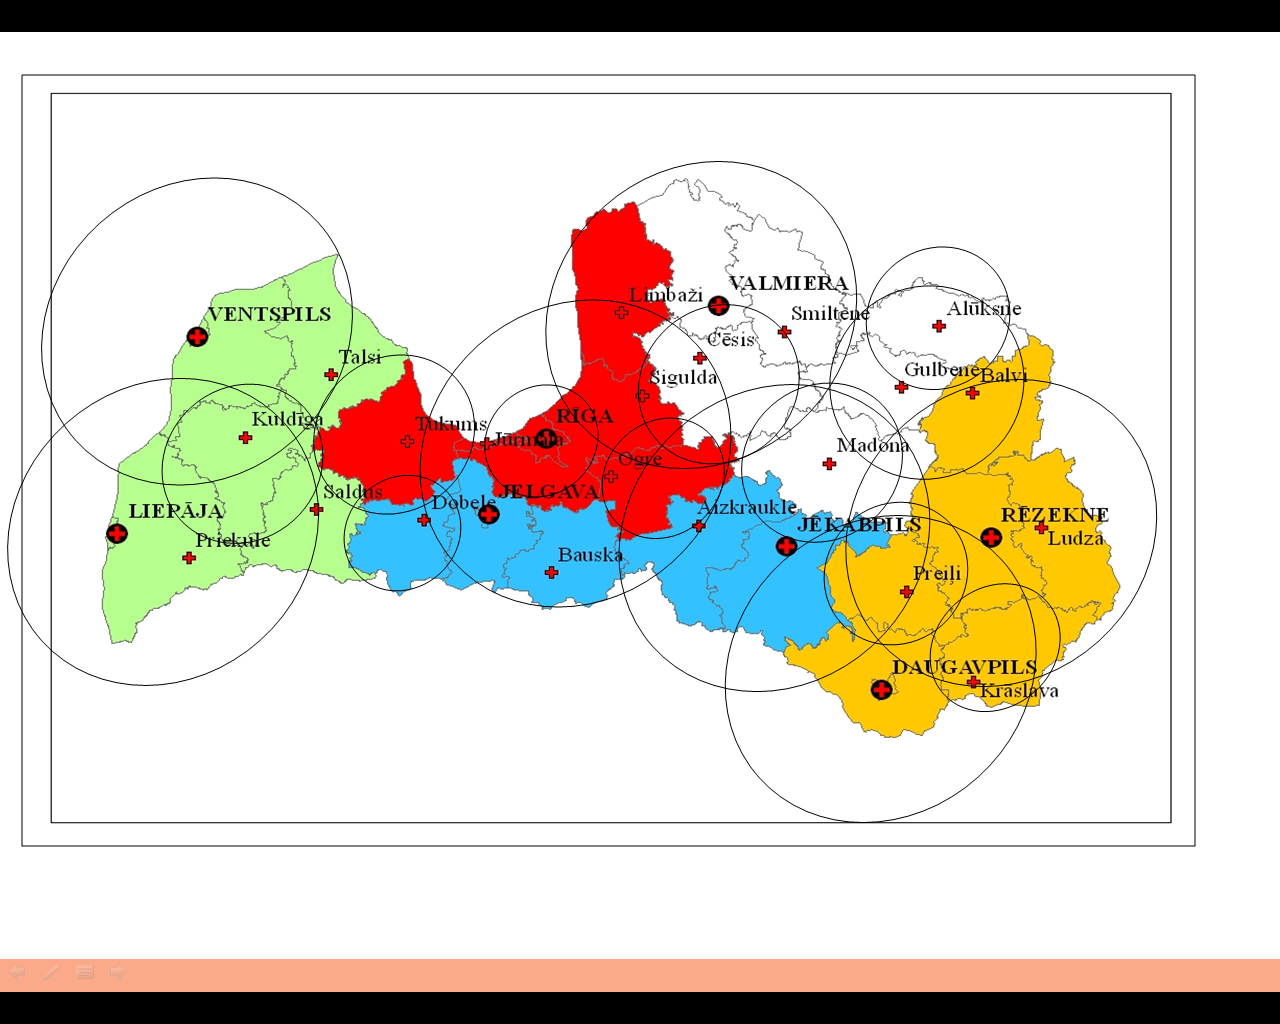 VALMIERA
Limbaži
Alūksne
VENTSPILS
Smiltene
Cēsis
Talsi
Gulbene
Balvi
Sigulda
Kuldīga
RIGA
Tukums
Jūrmala
Madona
Ogre
Saldus
JELGAVA
Dobele
Aizkraukle
LIEPĀJA
RĒZEKNE
JĒKABPILS
Priekule
Ludza
Bauska
Preiļi
DAUGAVPILS
Krāslava